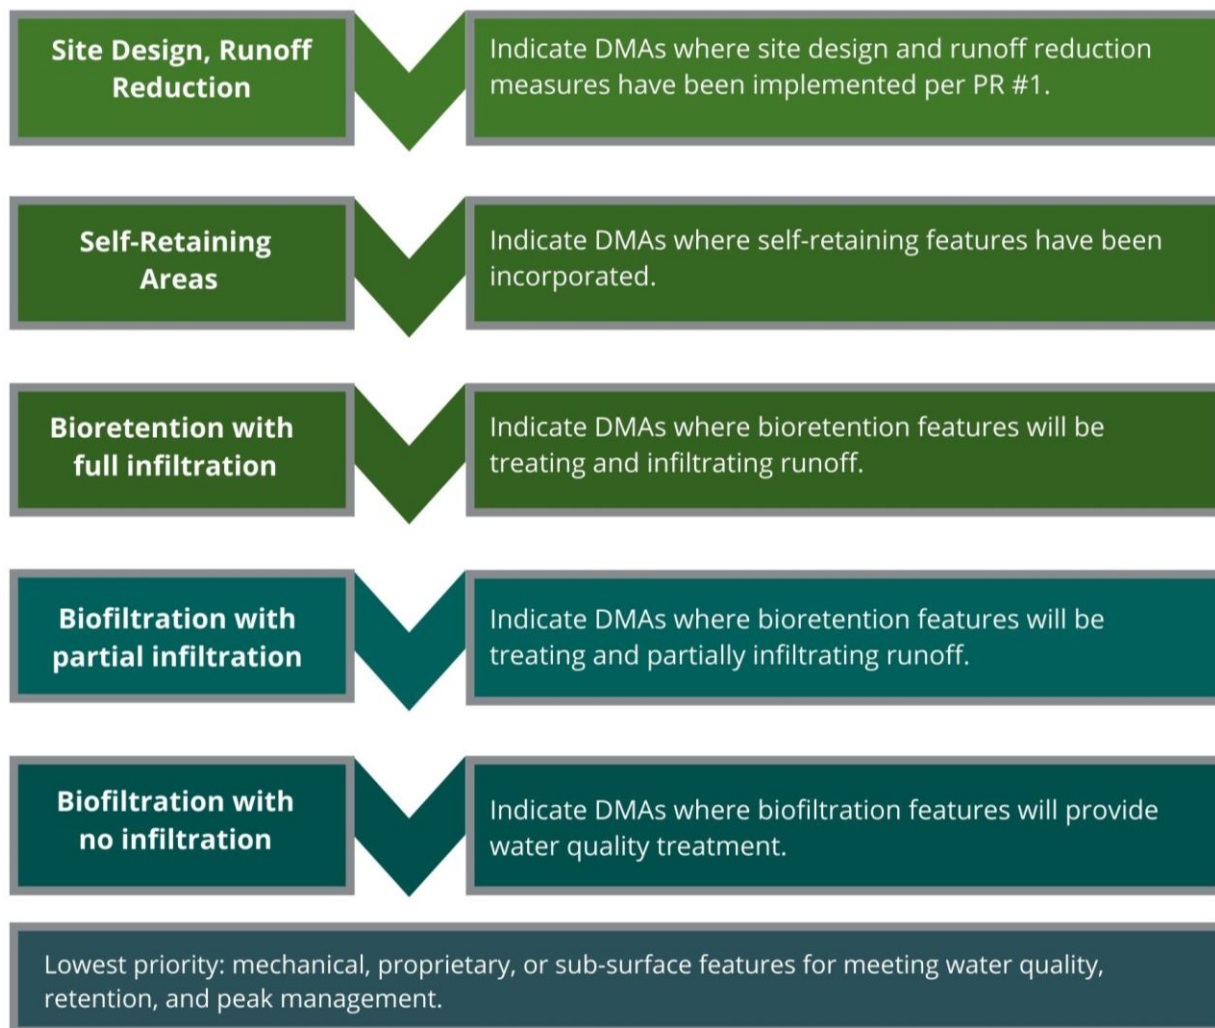 Site Design, Runoff
Reduction
Indicate DMAs where site design and runoff reduction
measures have been implemented per PR #1.
Self-Retaining
Areas
Indicate DMAs where self-retaining features have been
incorporated.
Bioretention with
full infiltration
Indicate DMAs where bioretention features will be
treating and infiltrating runoff.
Biofiltration with
partial infiltration
Indicate DMAs where bioretention features will be
treating and partially infiltrating runoff.
Biofiltration with
no infiltration
Indicate DMAs where biofiltration features will provide
water quality treatment.
Lowest priority: mechanical, proprietary, or sub-surface features for meeting water quality,
retention, and peak management.